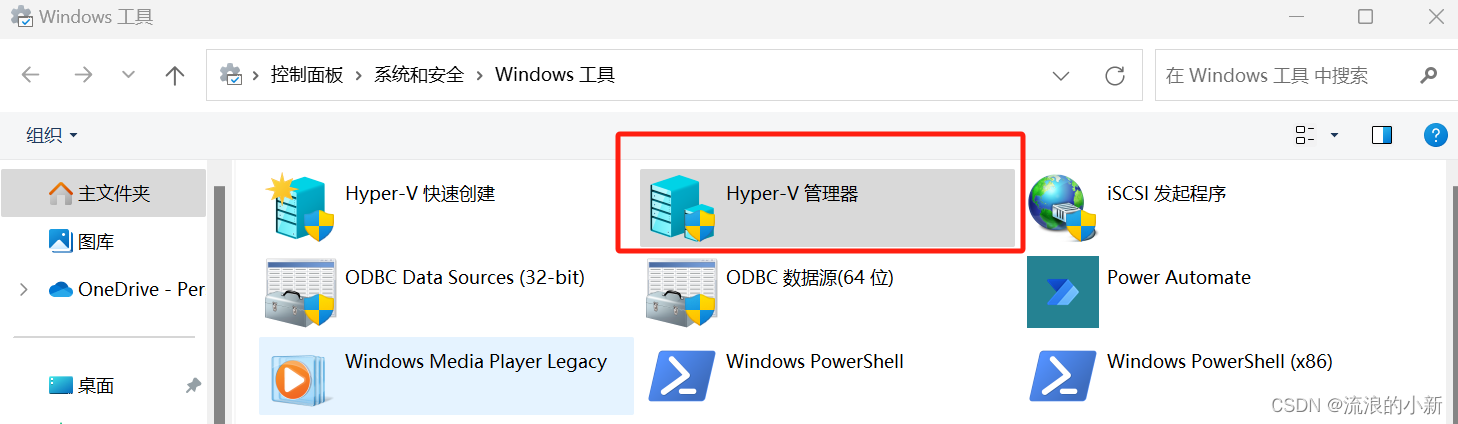 Windows 工具
控制面板 > 系统和安全 > Windows 工具
在 Windows 工具 中搜索
组织
主文件夹
图库
OneDrive - Per
桌面
Hyper-V 快速创建
Hyper-V 管理器
iSCSI 发起程序
ODBC Data Sources (32-bit)
ODBC 数据源(64 位)
Power Automate
Windows Media Player Legacy
Windows PowerShell
Windows PowerShell (x86)
CSDN @流浪的小新